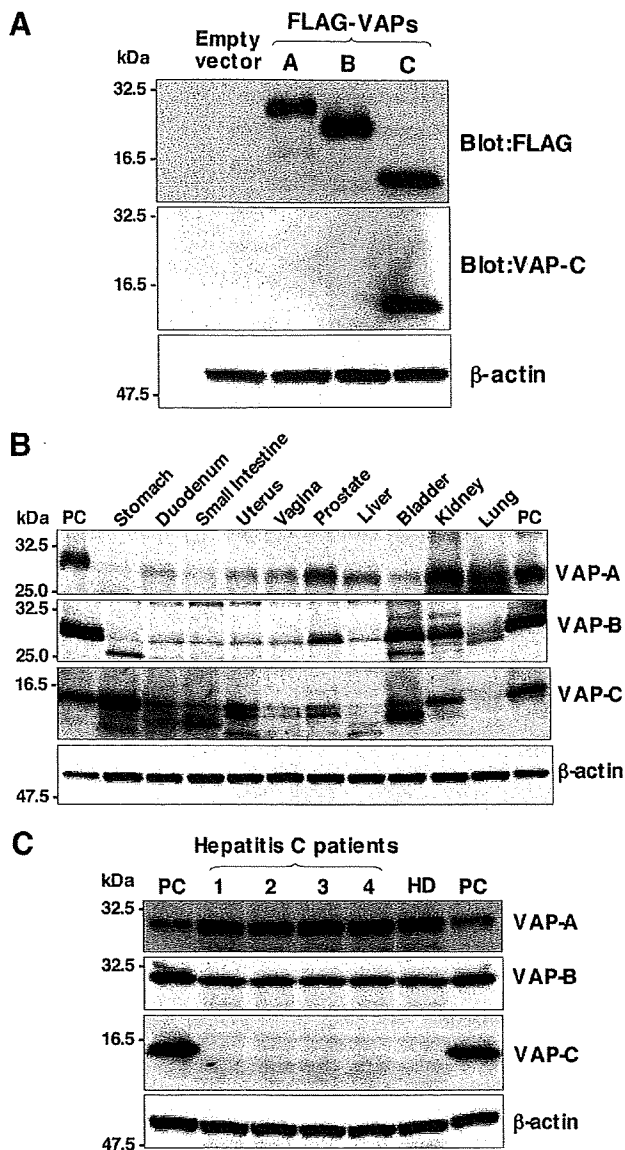 A
FLAG-VAPs
Empty vector
A B C
kDa
32.5
16.5
Blot:FLAG
32.5
16.5
Blot:VAP-C
47.5
β-actin
B
kDa PC Stomach Duodenum Small Intestine Uterus Vagina Prostate Liver Bladder Kidney Lung PC
32.5
25.0
VAP-A
32.5
25.0
VAP-B
16.5
VAP-C
47.5
β-actin
C
Hepatitis C patients
kDa PC 1 2 3 4 HD PC
32.5
VAP-A
32.5
VAP-B
16.5
VAP-C
47.5
β-actin